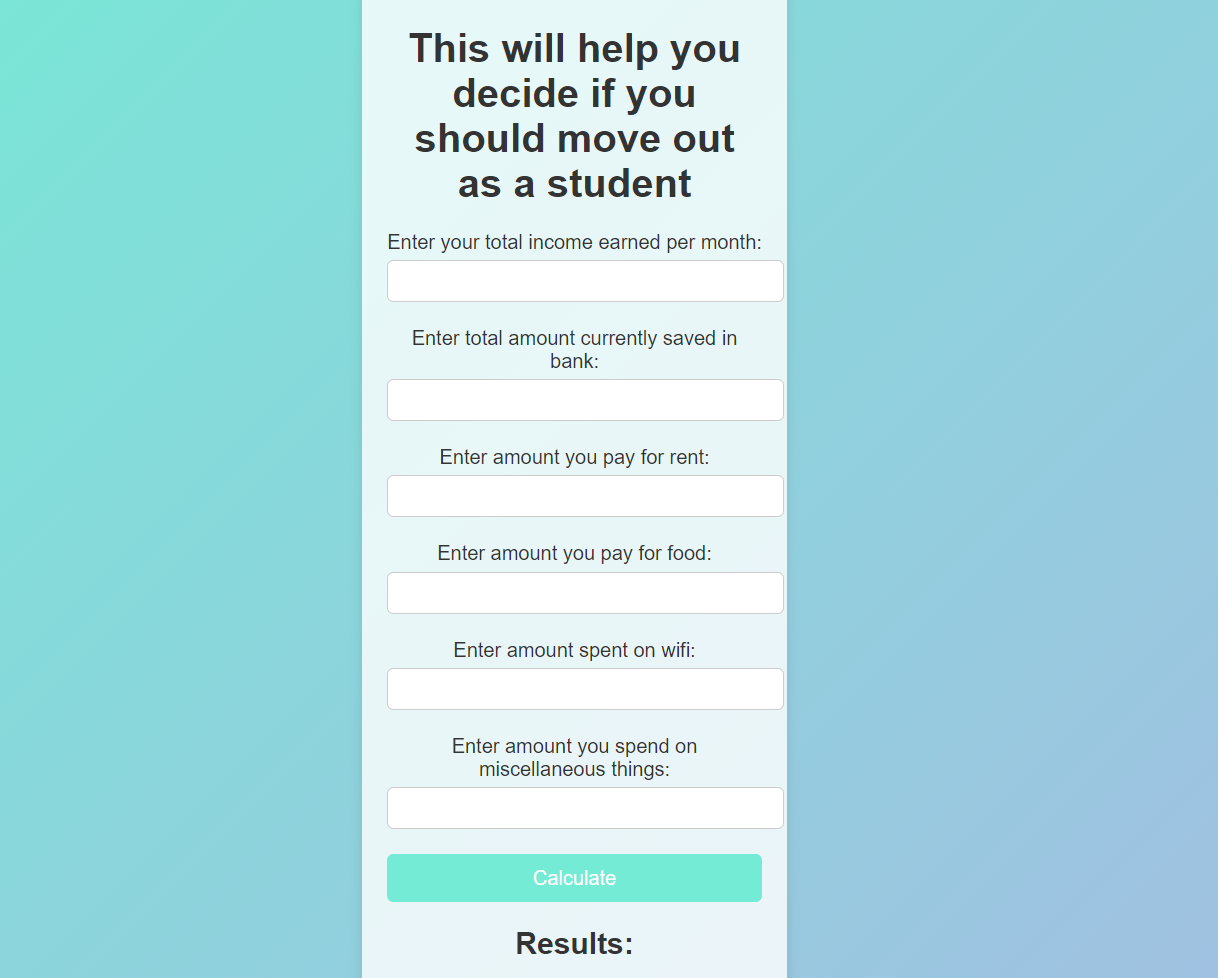 This will help you
decide if you
should move out
as a student
Enter your total income earned per month:
Enter total amount currently saved in
bank:
Enter amount you pay for rent:
Enter amount you pay for food:
Enter amount spent on wifi:
Enter amount you spend on
miscellaneous things:
Calculate
Results: